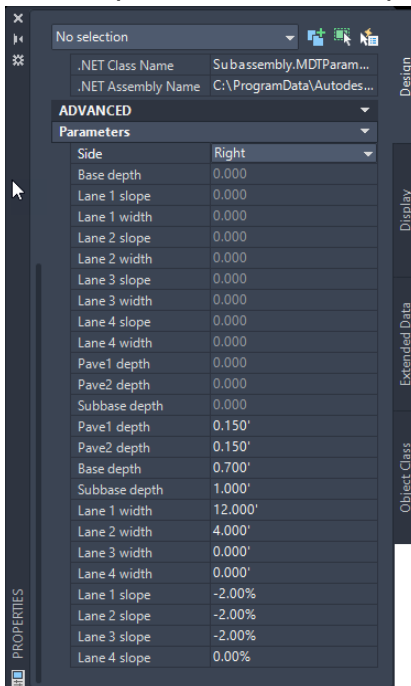 No selection
.NET Class Name Subassembly.MDTParam...
.NET Assembly Name C:\ProgramData\Autodes...
ADVANCED
Parameters
Side Right
Base depth 0.000
Lane 1 slope 0.000
Lane 1 width 0.000
Lane 2 slope 0.000
Lane 2 width 0.000
Lane 3 slope 0.000
Lane 3 width 0.000
Lane 4 slope 0.000
Lane 4 width 0.000
Pave1 depth 0.000
Pave2 depth 0.000
Subbase depth 0.000
Pave1 depth 0.150'
Pave2 depth 0.150'
Base depth 0.700'
Subbase depth 1.000'
Lane 1 width 12.000'
Lane 2 width 4.000'
Lane 3 width 0.000'
Lane 4 width 0.000'
Lane 1 slope -2.00%
Lane 2 slope -2.00%
Lane 3 slope -2.00%
Lane 4 slope 0.00%
Design
Display
Extended Data
Object Class
PROPERTIES